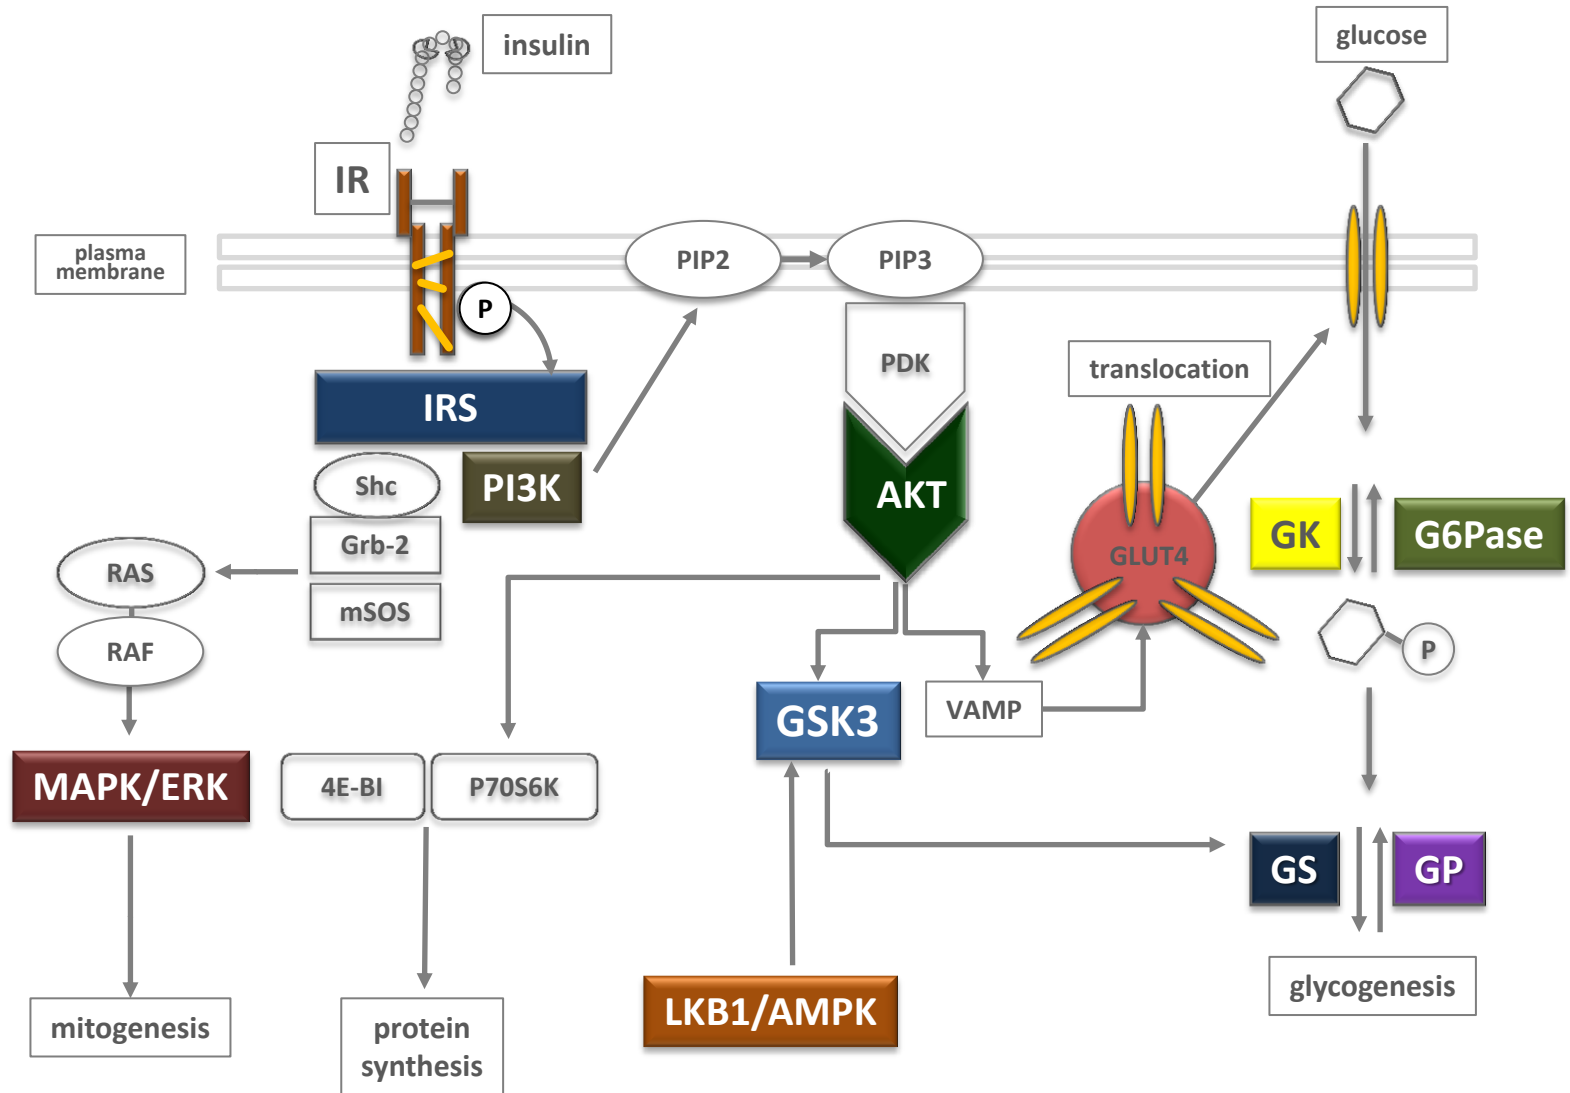 insulin
glucose
IR
plasma
membrane
PIP2
PIP3
P
PDK
translocation
IRS
Shc
PI3K
AKT
Grb-2
GLUT4
GK
G6Pase
RAS
mSOS
RAF
P
GSK3
VAMP
MAPK/ERK
4E-BI
P70S6K
GS
GP
LKB1/AMPK
glycogenesis
mitogenesis
protein
synthesis